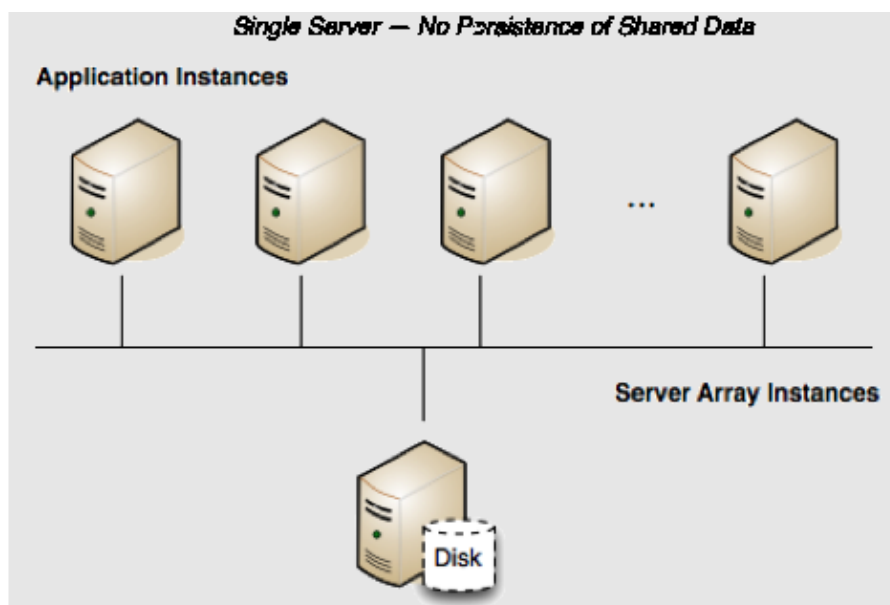 Single Server — No Persistence of Shared Data
Application Instances
...
Server Array Instances
Disk